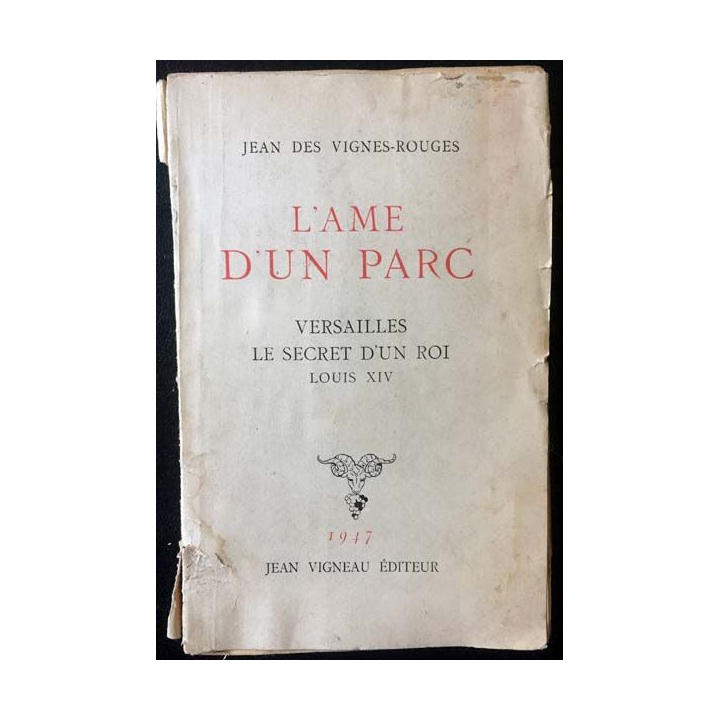 JEAN DES VIGNES-ROUGES
L'AME
D'UN PARC
VERSAILLES
LE SECRET D'UN ROI
LOUIS XIV
1947
JEAN VIGNEAU ÉDITEUR